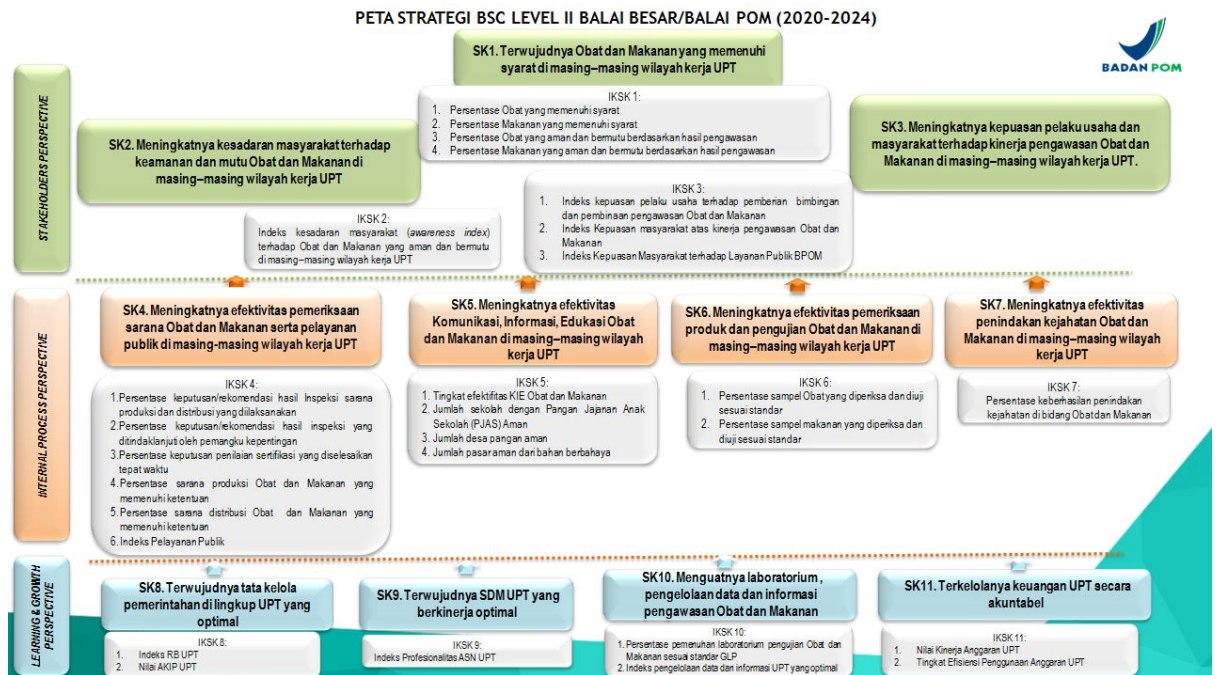 PETA STRATEGI BSC LEVEL II BALAI BESAR/BALAI POM (2020-2024)
BADAN POM
STAKEHOLDERS PERSPECTIVE
SK1. Terwujudnya Obat dan Makanan yang memenuhi
syarat di masing–masing wilayah kerja UPT
IKSK 1:
1. Persentase Obat yang memenuhi syarat
2. Persentase Makanan yang memenuhi syarat
3. Persentase Obat yang aman dan bermutu berdasarkan hasil pengawasan
4. Persentase Makanan yang aman dan bermutu berdasarkan hasil pengawasan
SK2. Meningkatnya kesadaran masyarakat terhadap
keamanan dan mutu Obat dan Makanan di
masing–masing wilayah kerja UPT
IKSK 2:
Indeks kesadaran masyarakat (awareness index)
terhadap Obat dan Makanan yang aman dan bermutu
di masing–masing wilayah kerja UPT
SK3. Meningkatnya kepuasan pelaku usaha dan
masyarakat terhadap kinerja pengawasan Obat dan
Makanan di masing–masing wilayah kerja UPT.
IKSK 3:
1. Indeks kepuasan pelaku usaha terhadap pemberian bimbingan
dan pembinaan pengawasan Obat dan Makanan
2. Indeks Kepuasan masyarakat atas kinerja pengawasan Obat dan
Makanan
3. Indeks Kepuasan Masyarakat terhadap Layanan Publik BPOM
INTERNAL PROCESS PERSPECTIVE
SK4. Meningkatnya efektivitas pemeriksaan
sarana Obat dan Makanan serta pelayanan
publik di masing-masing wilayah kerja UPT
IKSK 4:
1. Persentase keputusan/rekomendasi hasil Inspeksi sarana
produksi dan distribusi yang dilaksanakan
2. Persentase keputusan/rekomendasi hasil inspeksi yang
ditindaklanjuti oleh pemangku kepentingan
3. Persentase keputusan penilaian sertifikasi yang diselesaikan
tepat waktu
4. Persentase sarana produksi Obat dan Makanan yang
memenuhi ketentuan
5. Persentase sarana distribusi Obat dan Makanan yang
memenuhi ketentuan
6. Indeks Pelayanan Publik
SK5. Meningkatnya efektivitas
Komunikasi, Informasi, Edukasi Obat
dan Makanan di masing–masing wilayah
kerja UPT
IKSK 5:
1. Tingkat efektifitas KIE Obat dan Makanan
2. Jumlah sekolah dengan Pangan Jajanan Anak
Sekolah (PJAS) Aman
3. Jumlah desa pangan aman
4. Jumlah pasar aman dari bahan berbahaya
SK6. Meningkatnya efektivitas pemeriksaan
produk dan pengujian Obat dan Makanan di
masing–masing wilayah kerja UPT
IKSK 6:
1. Persentase sampel Obat yang diperiksa dan diuji
sesuai standar
2. Persentase sampel makanan yang diperiksa dan
diuji sesuai standar
SK7. Meningkatnya efektivitas
penindakan kejahatan Obat dan
Makanan di masing–masing wilayah
kerja UPT
IKSK 7:
Persentase keberhasilan penindakan
kejahatan di bidang Obat dan Makanan
LEARNING & GROWTH
PERSPECTIVE
SK8. Terwujudnya tata kelola
pemerintahan di lingkup UPT yang
optimal
IKSK 8:
1. Indeks RB UPT
2. Nilai AKIP UPT
SK9. Terwujudnya SDM UPT yang
berkinerja optimal
IKSK 9:
Indeks Profesionalitas ASN UPT
SK10. Menguatnya laboratorium ,
pengelolaan data dan informasi
pengawasan Obat dan Makanan
IKSK 10:
1. Persentase pemenuhan laboratorium pengujian Obat dan
Makanan sesuai standar GLP
2. Indeks pengelolaan data dan informasi UPT yang optimal
SK11. Terkelolanya keuangan UPT secara
akuntabel
IKSK 11:
1. Nilai Kinerja Anggaran UPT
2. Tingkat Efisiensi Penggunaan Anggaran UPT